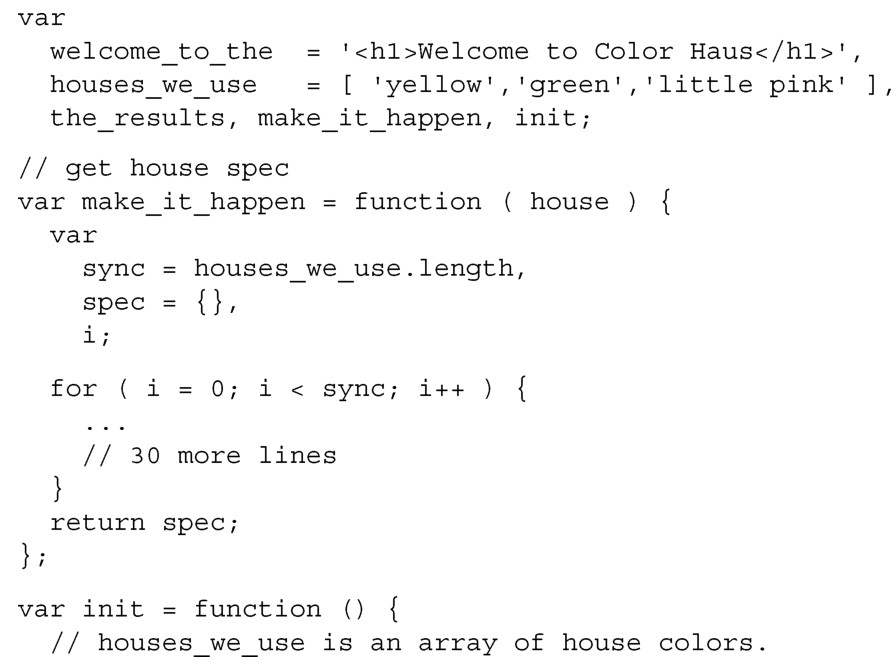 var
  welcome_to_the  = '<h1>Welcome to Color Haus</h1>',
  houses_we_use   = [ 'yellow','green','little pink' ],
  the_results, make_it_happen, init;
// get house spec
var make_it_happen = function ( house ) {
  var
    sync = houses_we_use.length,
    spec = {},
    i;
  for ( i = 0; i < sync; i++ ) {
    ...
    // 30 more lines
  }
  return spec;
};
var init = function () {
  // houses_we_use is an array of house colors.